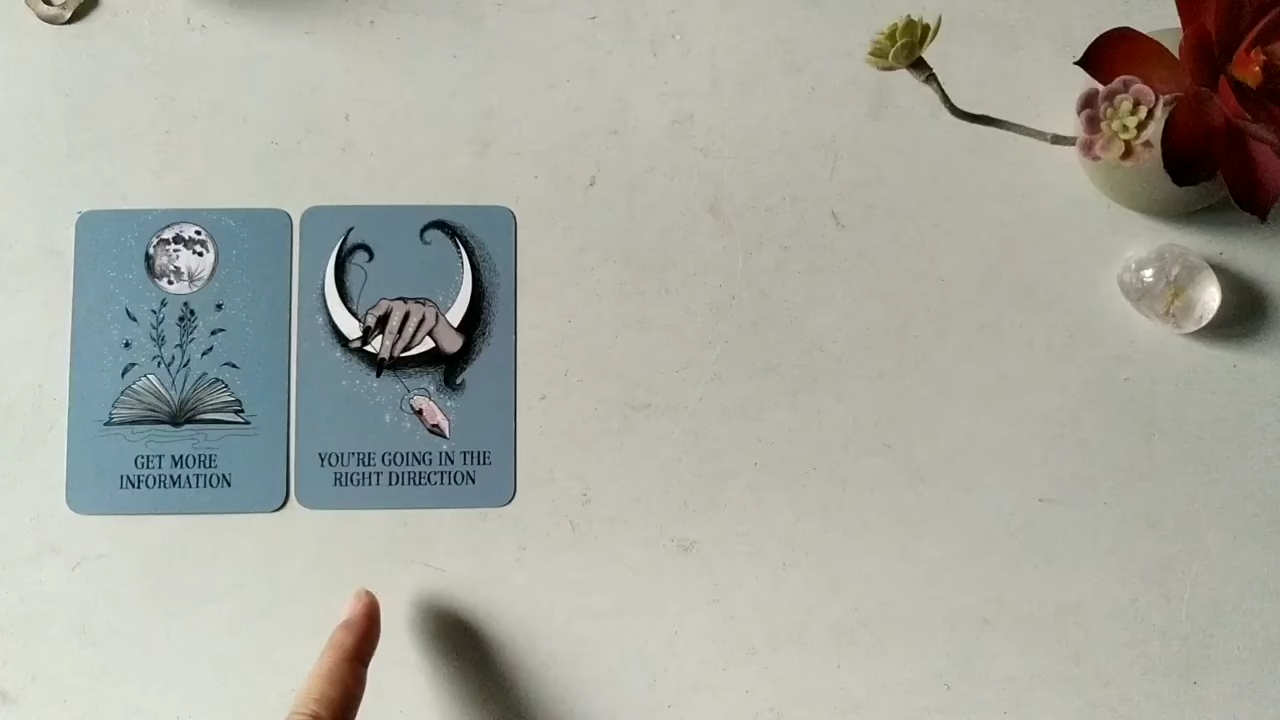 GET MORE
INFORMATION
YOU'RE GOING IN THE
RIGHT DIRECTION